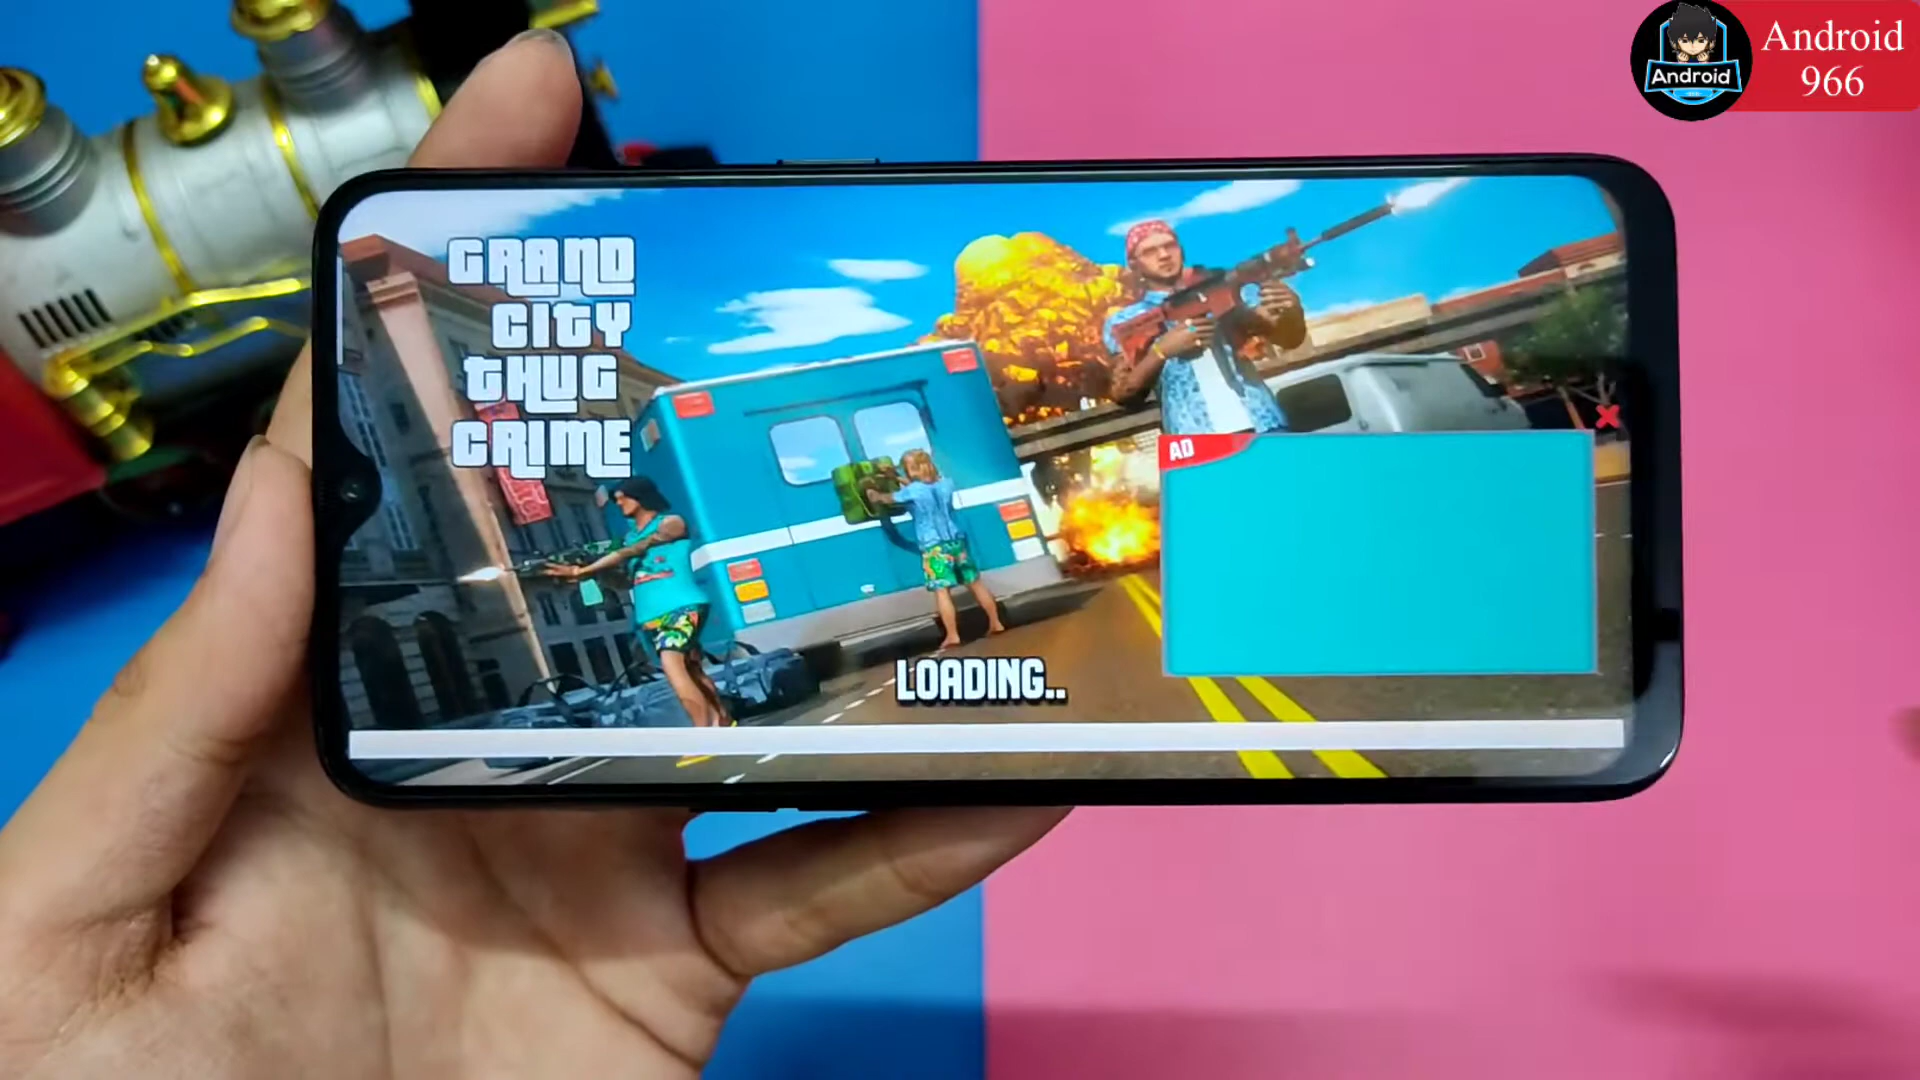 GRAND
CITY
THUG
CRIME
AD
LOADING..
Android
966
Android